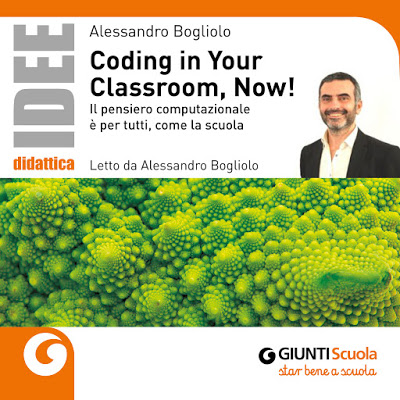 Alessandro Bogliolo
Coding in Your
Classroom, Now!
Il pensiero computazionale
è per tutti, come la scuola
Letto da Alessandro Bogliolo
IDEE
didattica
GIUNTI Scuola
star bene a scuola